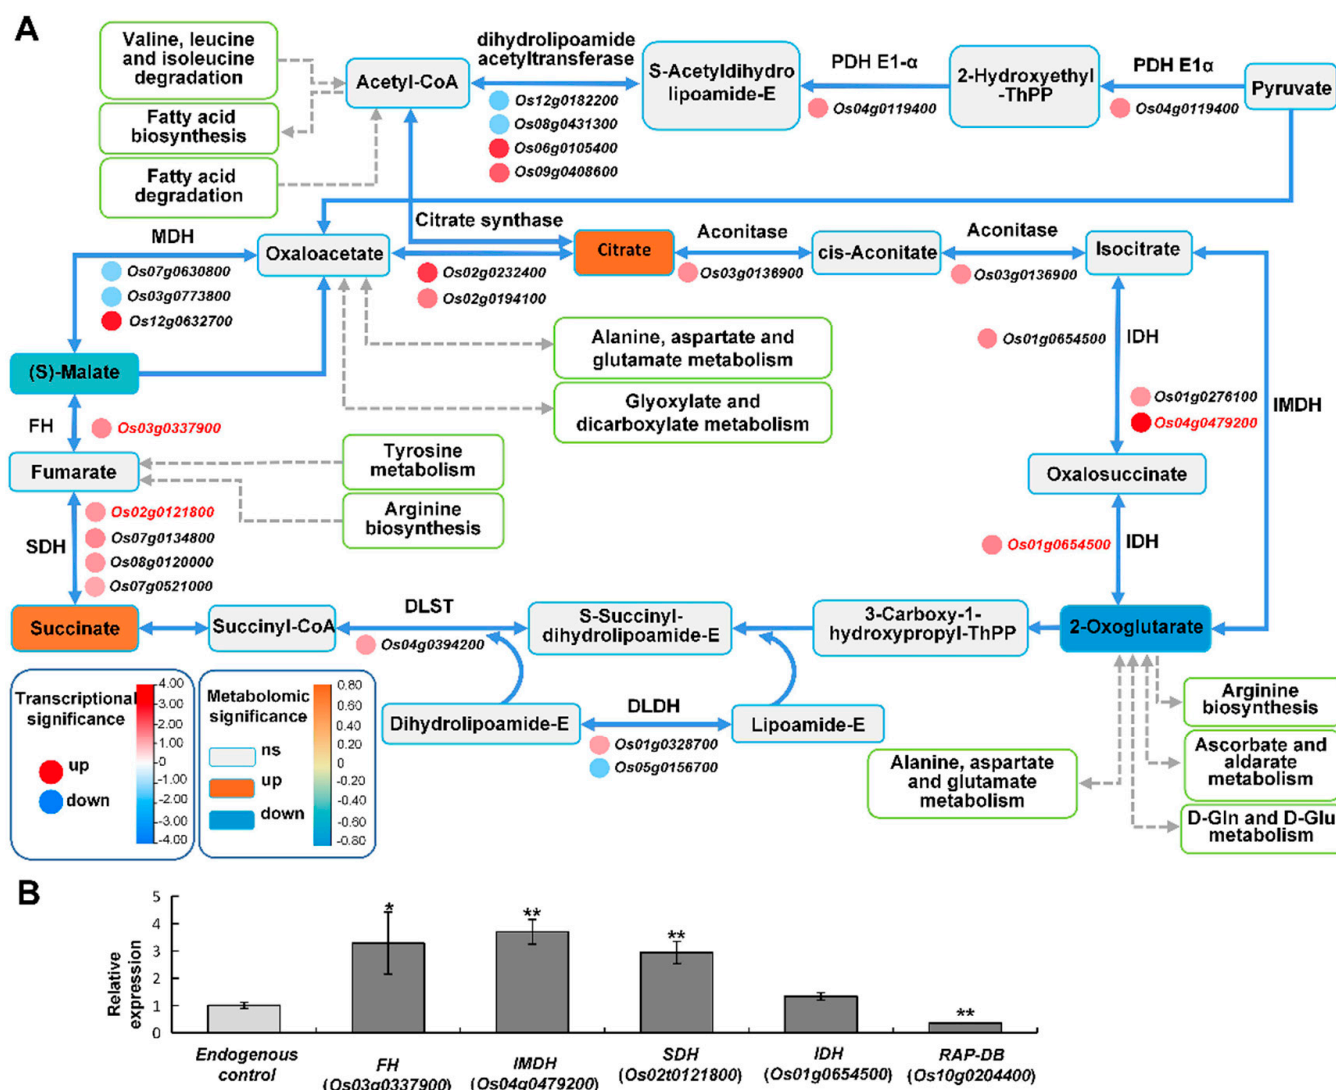 A
Valine, leucine
and isoleucine
degradation
Fatty acid
biosynthesis
Fatty acid
degradation
Acetyl-CoA
dihydrolipoamide
acetyltransferase
Os12g0182200
Os08g0431300
Os06g0105400
Os09g0408600
S-Acetyldihydro
lipoamide-E
PDH E1-α
Os04g0119400
2-Hydroxyethyl
-ThPP
PDH E1α
Os04g0119400
Pyruvate
MDH
Os07g0630800
Os03g0773800
Os12g0632700
Oxaloacetate
Citrate synthase
Os02g0232400
Os02g0194100
Citrate
Aconitase
Os03g0136900
cis-Aconitate
Aconitase
Os03g0136900
Isocitrate
Alanine, aspartate and
glutamate metabolism
Glyoxylate and
dicarboxylate metabolism
Os01g0654500
IDH
Os01g0276100
Os04g0479200
IMDH
(S)-Malate
FH
Os03g0337900
Fumarate
Tyrosine
metabolism
Arginine
biosynthesis
Oxalosuccinate
Os01g0654500
IDH
SDH
Os02g0121800
Os07g0134800
Os08g0120000
Os07g0521000
Succinate
Succinyl-CoA
DLST
Os04g0394200
S-Succinyl-
dihydrolipoamide-E
3-Carboxy-1-
hydroxypropyl-ThPP
2-Oxoglutarate
Dihydrolipoamide-E
DLDH
Os01g0328700
Os05g0156700
Lipoamide-E
Arginine
biosynthesis
Ascorbate and
aldarate metabolism
D-Gln and D-Glu
metabolism
Alanine, aspartate
and glutamate
metabolism
Transcriptional
significance
up
down
4.00
3.00
2.00
1.00
0
-1.00
-2.00
-3.00
-4.00
Metabolomic
significance
ns
up
down
0.80
0.60
0.40
0.20
0
-0.20
-0.40
-0.60
-0.80
B
Relative
expression
5
4
3
2
1
0
*
**
**
**
Endogenous
control
FH
(Os03g0337900)
IMDH
(Os04g0479200)
SDH
(Os02t0121800)
IDH
(Os01g0654500)
RAP-DB
(Os10g0204400)